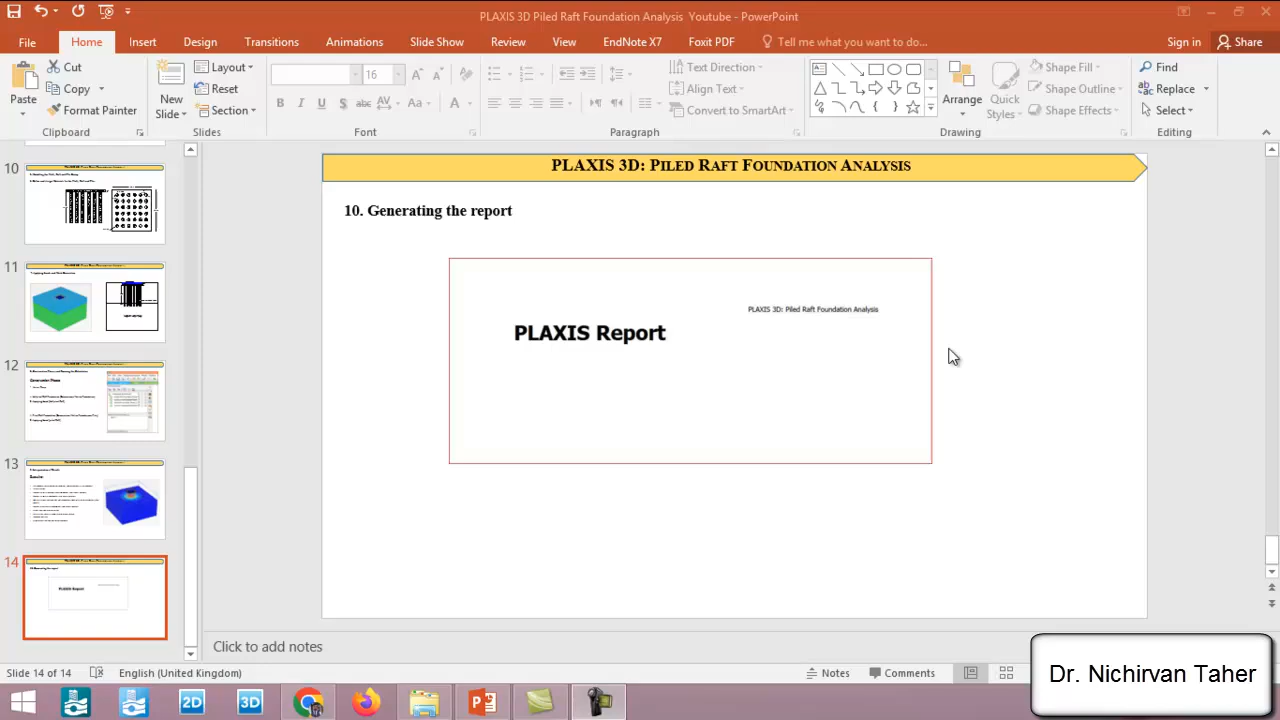 PLAXIS 3D Piled Raft Foundation Analysis Youtube - PowerPoint
File Home Insert Design Transitions Animations Slide Show Review View EndNote X7 Foxit PDF Tell me what you want to do... Sign in Share
Paste
Cut
Copy
Format Painter
Clipboard
New Slide
Layout
Reset
Section
Slides
16
Font
Text Direction
Align Text
Convert to SmartArt
Paragraph
Arrange
Quick Styles
Shape Fill
Shape Outline
Shape Effects
Drawing
Find
Replace
Select
Editing
10
11
12
13
14
PLAXIS Report
PLAXIS 3D: PILED RAFT FOUNDATION ANALYSIS
10. Generating the report
PLAXIS 3D: Piled Raft Foundation Analysis
PLAXIS Report
Click to add notes
Slide 14 of 14 English (United Kingdom) Notes Comments
Dr. Nichirvan Taher
2D 3D